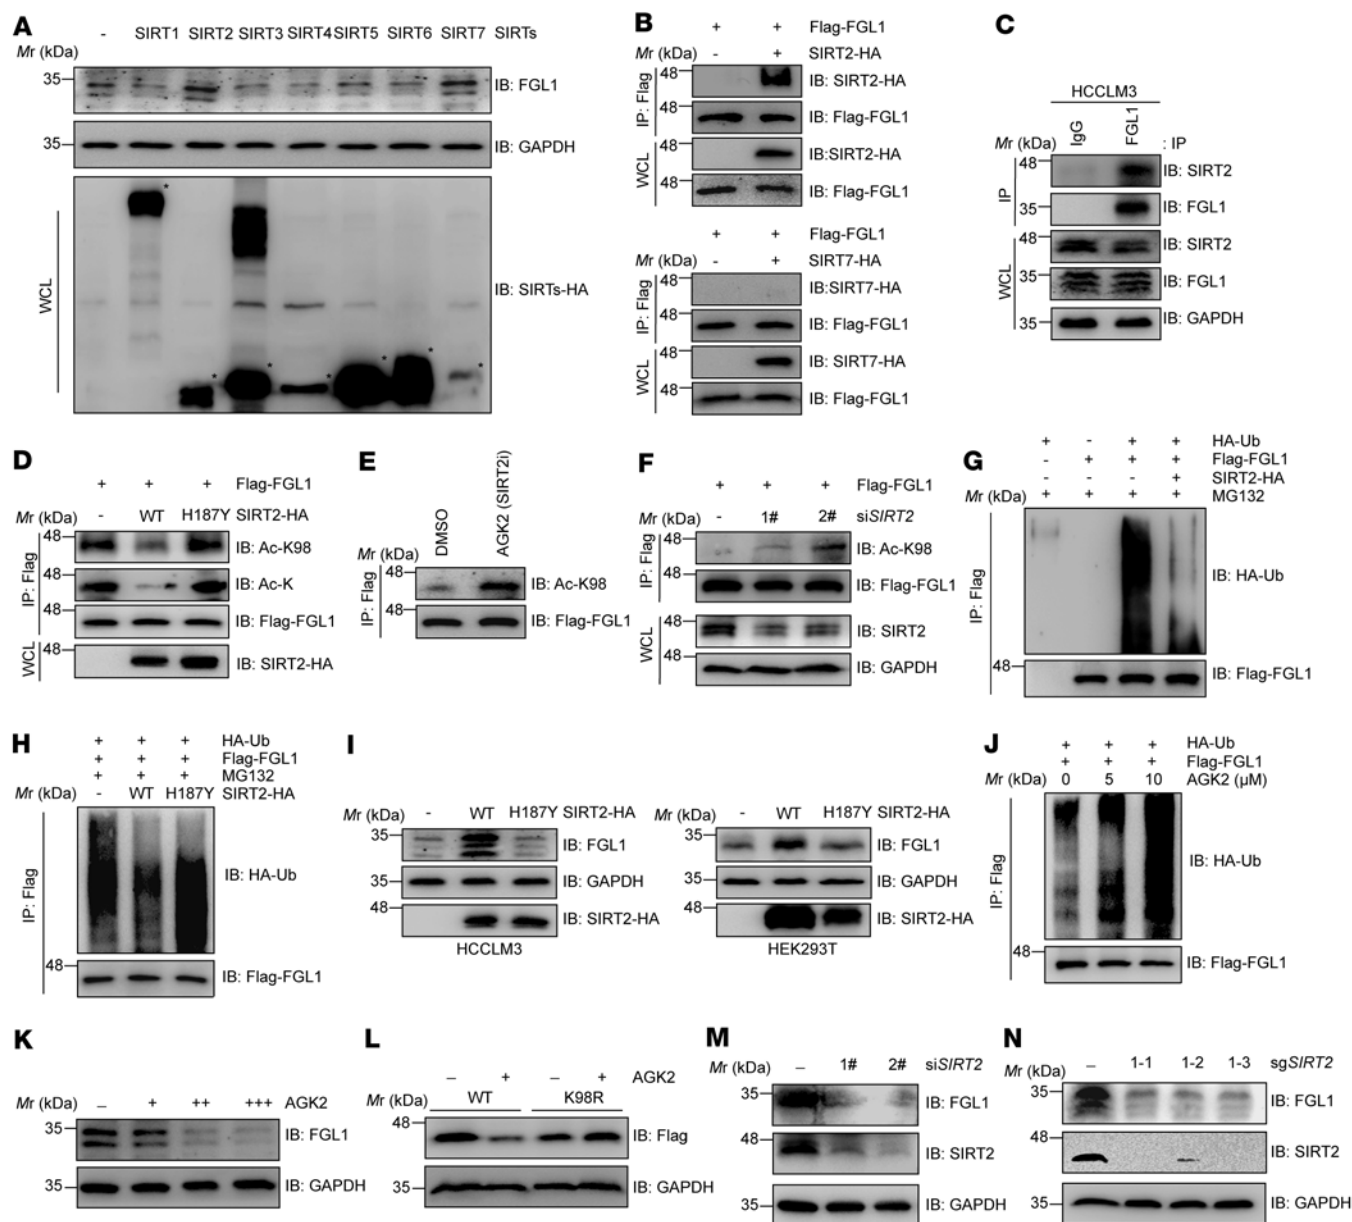 A
- SIRT1 SIRT2 SIRT3 SIRT4 SIRT5 SIRT6 SIRT7 SIRTs
Mr (kDa)
35 IB: FGL1
35 IB: GAPDH
WCL
* * * * * * *
IB: SIRTs-HA
B
+ + Flag-FGL1
Mr (kDa) - + SIRT2-HA
IP: Flag
48 IB: SIRT2-HA
48 IB: Flag-FGL1
WCL
48 IB:SIRT2-HA
48 IB: Flag-FGL1
+ + Flag-FGL1
Mr (kDa) - + SIRT7-HA
IP: Flag
48 IB:SIRT7-HA
48 IB: Flag-FGL1
WCL
48 IB: SIRT7-HA
48 IB: Flag-FGL1
C
HCCLM3
Mr (kDa) IgG FGL1 : IP
IP
48 IB: SIRT2
35 IB: FGL1
WCL
48 IB: SIRT2
35 IB: FGL1
35 IB: GAPDH
D
+ + + Flag-FGL1
Mr (kDa) - WT H187Y SIRT2-HA
IP: Flag
48 IB: Ac-K98
48 IB: Ac-K
48 IB: Flag-FGL1
WCL
48 IB: SIRT2-HA
E
Mr (kDa) DMSO AGK2 (SIRT2i)
IP: Flag
48 IB: Ac-K98
48 IB: Flag-FGL1
F
+ + + Flag-FGL1
Mr (kDa) - 1# 2# siSIRT2
IP: Flag
48 IB: Ac-K98
48 IB: Flag-FGL1
WCL
48 IB: SIRT2
35 IB: GAPDH
G
+ - + + HA-Ub
- + + + Flag-FGL1
- - - + SIRT2-HA
Mr (kDa) + + + + MG132
IP: Flag
IB: HA-Ub
48 IB: Flag-FGL1
H
+ + + HA-Ub
+ + + Flag-FGL1
+ + + MG132
Mr (kDa) - WT H187Y SIRT2-HA
IP: Flag
IB: HA-Ub
48 IB: Flag-FGL1
I
Mr (kDa) - WT H187Y SIRT2-HA
35 IB: FGL1
35 IB: GAPDH
48 IB: SIRT2-HA
HCCLM3
Mr (kDa) - WT H187Y SIRT2-HA
35 IB: FGL1
35 IB: GAPDH
48 IB: SIRT2-HA
HEK293T
J
+ + + HA-Ub
+ + + Flag-FGL1
Mr (kDa) 0 5 10 AGK2 (µM)
IP: Flag
IB: HA-Ub
48 IB: Flag-FGL1
K
Mr (kDa) – + ++ +++ AGK2
35 IB: FGL1
35 IB: GAPDH
L
– + – + AGK2
Mr (kDa) WT K98R
48 IB: Flag
35 IB: GAPDH
M
Mr (kDa) – 1# 2# siSIRT2
35 IB: FGL1
48 IB: SIRT2
35 IB: GAPDH
N
Mr (kDa) – 1-1 1-2 1-3 sgSIRT2
35 IB: FGL1
48 IB: SIRT2
35 IB: GAPDH